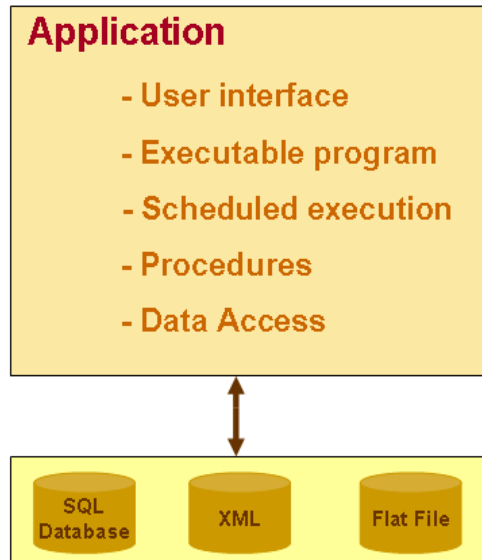 Application
- User interface
- Executable program
- Scheduled execution
- Procedures
- Data Access
SQL
Database
XML
Flat File